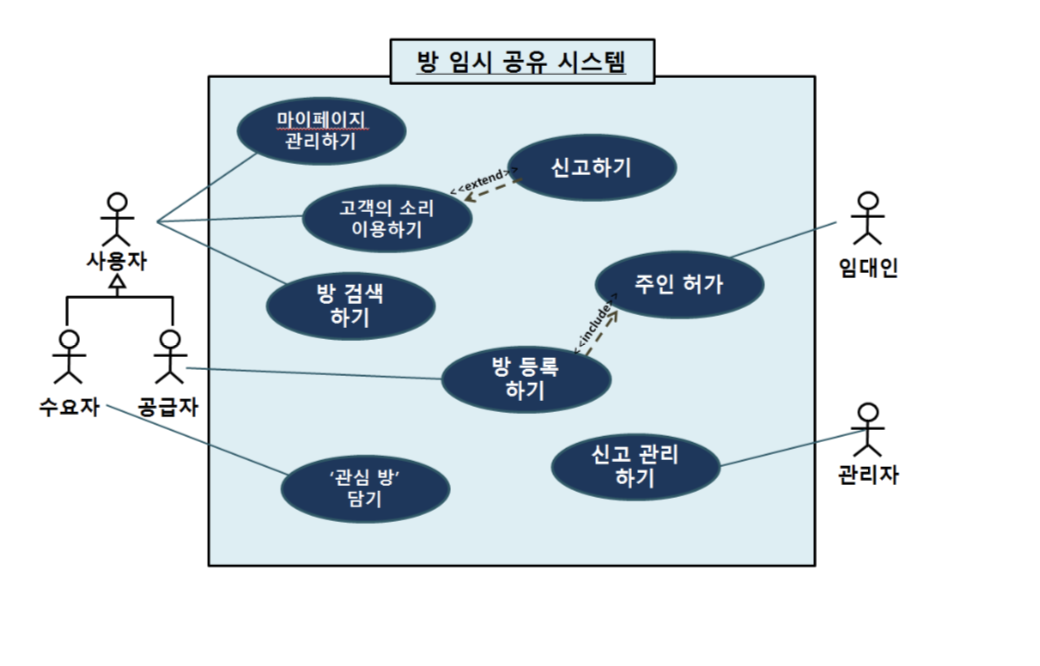 방 임시 공유 시스템
마이페이지
관리하기
신고하기
<<extend>>
고객의 소리
이용하기
사용자
임대인
주인 허가
방 검색
하기
<<include>>
방 등록
하기
수요자
공급자
신고 관리
하기
관리자
'관심 방'
담기